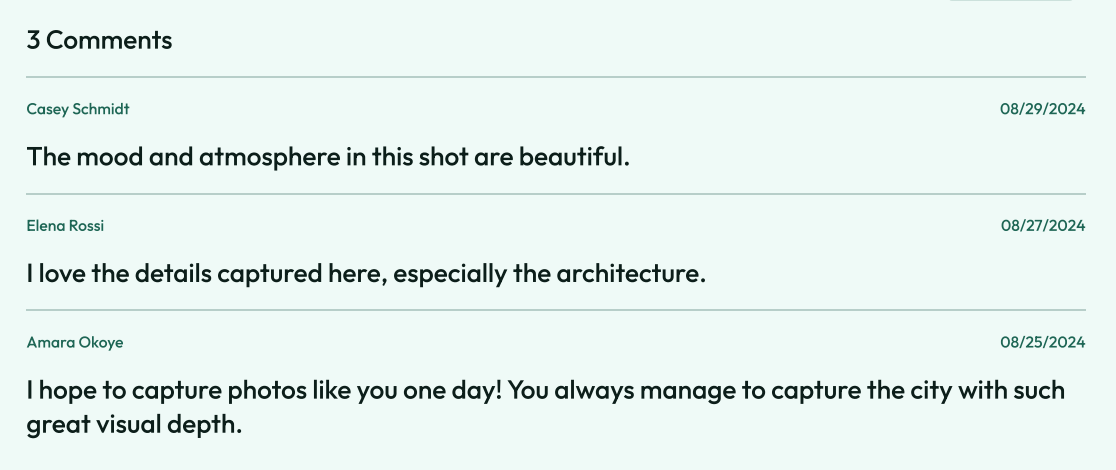 3 Comments
Casey Schmidt 08/29/2024
The mood and atmosphere in this shot are beautiful.
Elena Rossi 08/27/2024
I love the details captured here, especially the architecture.
Amara Okoye 08/25/2024
I hope to capture photos like you one day! You always manage to capture the city with such
great visual depth.